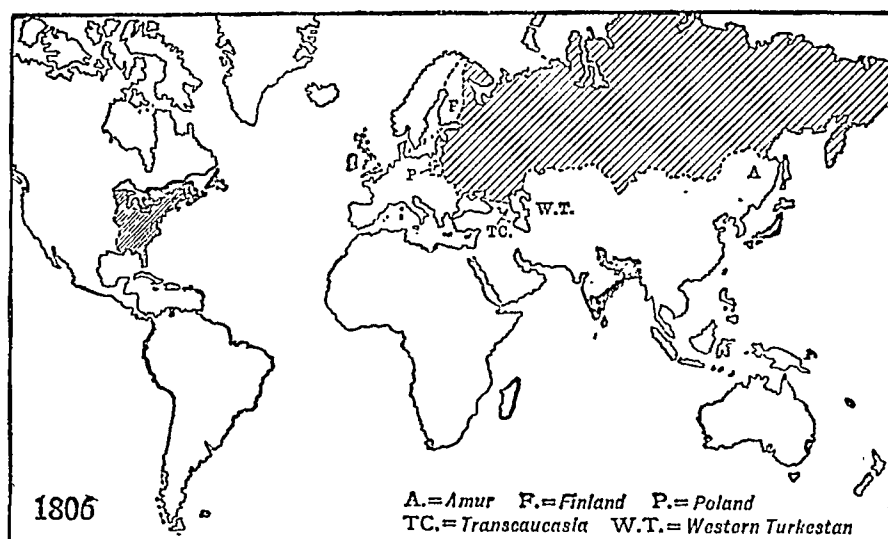 F
P
A
W.T.
TC.
1806
A.=Amur F.=Finland P.=Poland
TC.=Transcaucasia W.T.=Western Turkestan